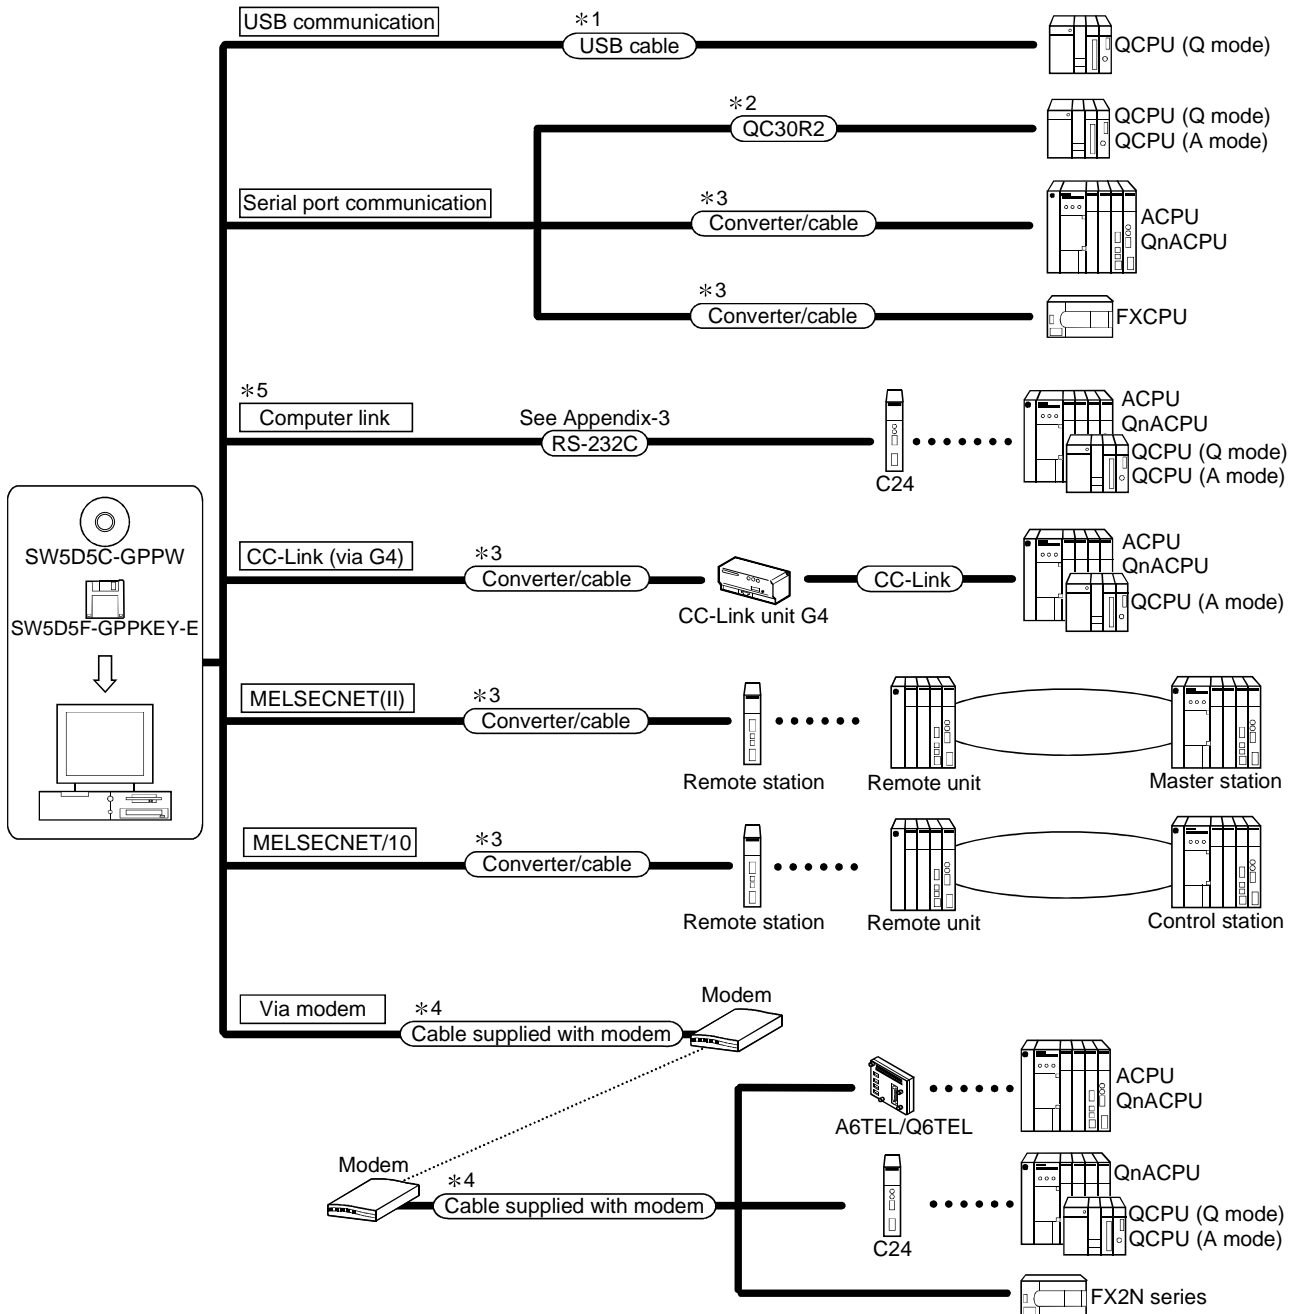 USB communication
*1
USB cable
QCPU (Q mode)
*2
QC30R2
QCPU (Q mode)
QCPU (A mode)
Serial port communication
*3
Converter/cable
ACPU
QnACPU
*3
Converter/cable
FXCPU
*5
Computer link
See Appendix-3
RS-232C
C24
ACPU
QnACPU
QCPU (Q mode)
QCPU (A mode)
SW5D5C-GPPW
SW5D5F-GPPKEY-E
CC-Link (via G4)
*3
Converter/cable
CC-Link unit G4
CC-Link
ACPU
QnACPU
QCPU (A mode)
MELSECNET(II)
*3
Converter/cable
Remote station
Remote unit
Master station
MELSECNET/10
*3
Converter/cable
Remote station
Remote unit
Control station
Via modem
*4
Cable supplied with modem
Modem
A6TEL/Q6TEL
ACPU
QnACPU
Modem
*4
Cable supplied with modem
C24
QnACPU
QCPU (Q mode)
QCPU (A mode)
FX2N series